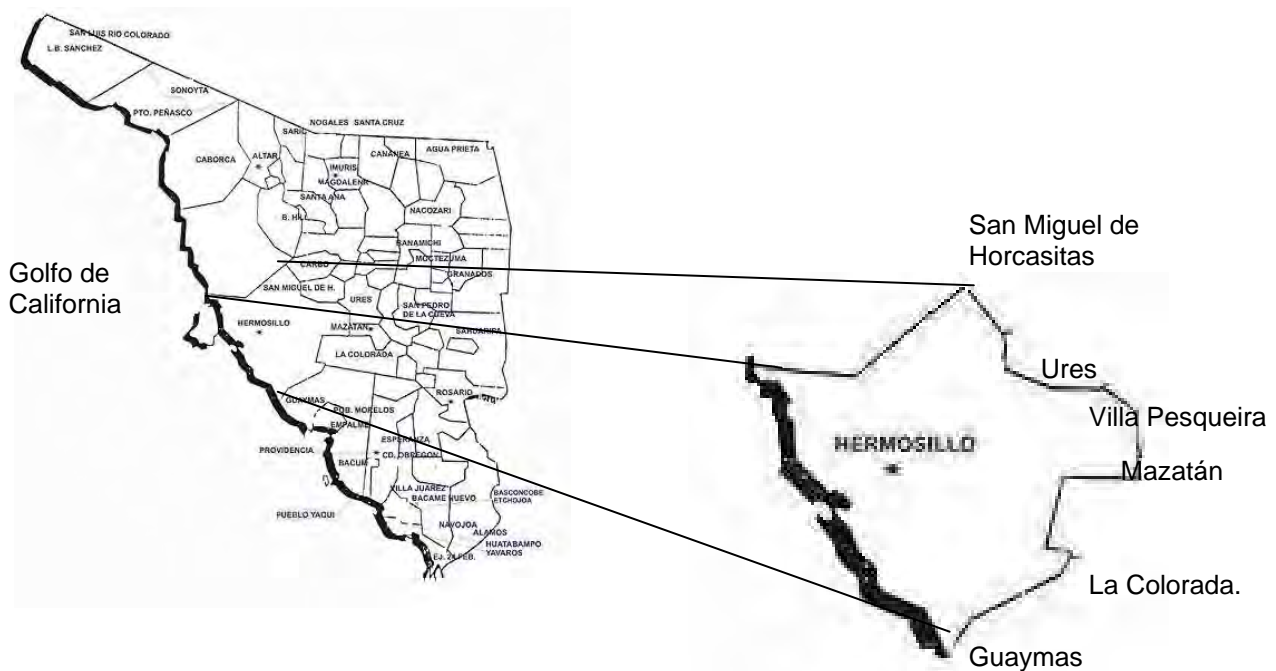 SAN LUIS RIO COLORADO
L.B. SANCHEZ
SONOYTA
PTO. PEÑASCO
NOGALES SANTA CRUZ
SARIC
CANANEA
AGUA PRIETA
CABORCA
ALTAR
IMURIS
MAGDALENA
SANTA ANA
NACOZARI
BANAMICHI
MOCTEZUMA
GRANADOS
CARBO
SAN MIGUEL DE H.
URES
SAN PEDRO
DE LA CUEVA
HERMOSILLO
MAZATAN
SAHUARIPA
LA COLORADA
ROSARIO
GUAYMAS
POB. MORELOS
EMPALME
PROVIDENCIA
ESPERANZA
CD. OBREGON
BACUM
VILLA JUAREZ
BACAME NUEVO
BASCONCOBE
ETCHOJOA
PUEBLO YAQUI
NAVOJOA
ALAMOS
HUATABAMPO
YAVAROS
EJ. 24 FEB.
Golfo de
California
San Miguel de
Horcasitas
Ures
Villa Pesqueira
HERMOSILLO
Mazatán
La Colorada.
Guaymas